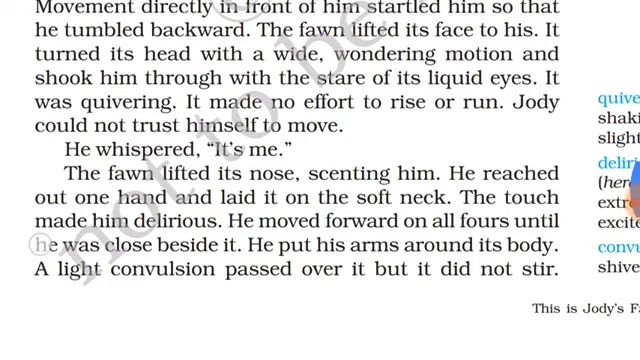 Movement directly in front of him startled him so that
he tumbled backward. The fawn lifted its face to his. It
turned its head with a wide, wondering motion and
shook him through with the stare of its liquid eyes. It
was quivering. It made no effort to rise or run. Jody
could not trust himself to move.
He whispered, “It’s me.”
The fawn lifted its nose, scenting him. He reached
out one hand and laid it on the soft neck. The touch
made him delirious. He moved forward on all fours until
he was close beside it. He put his arms around its body.
A light convulsion passed over it but it did not stir.
quive
shaki
slight
deliri
(here
extre
excite
convu
shive
This is Jody’s Fa
not to be